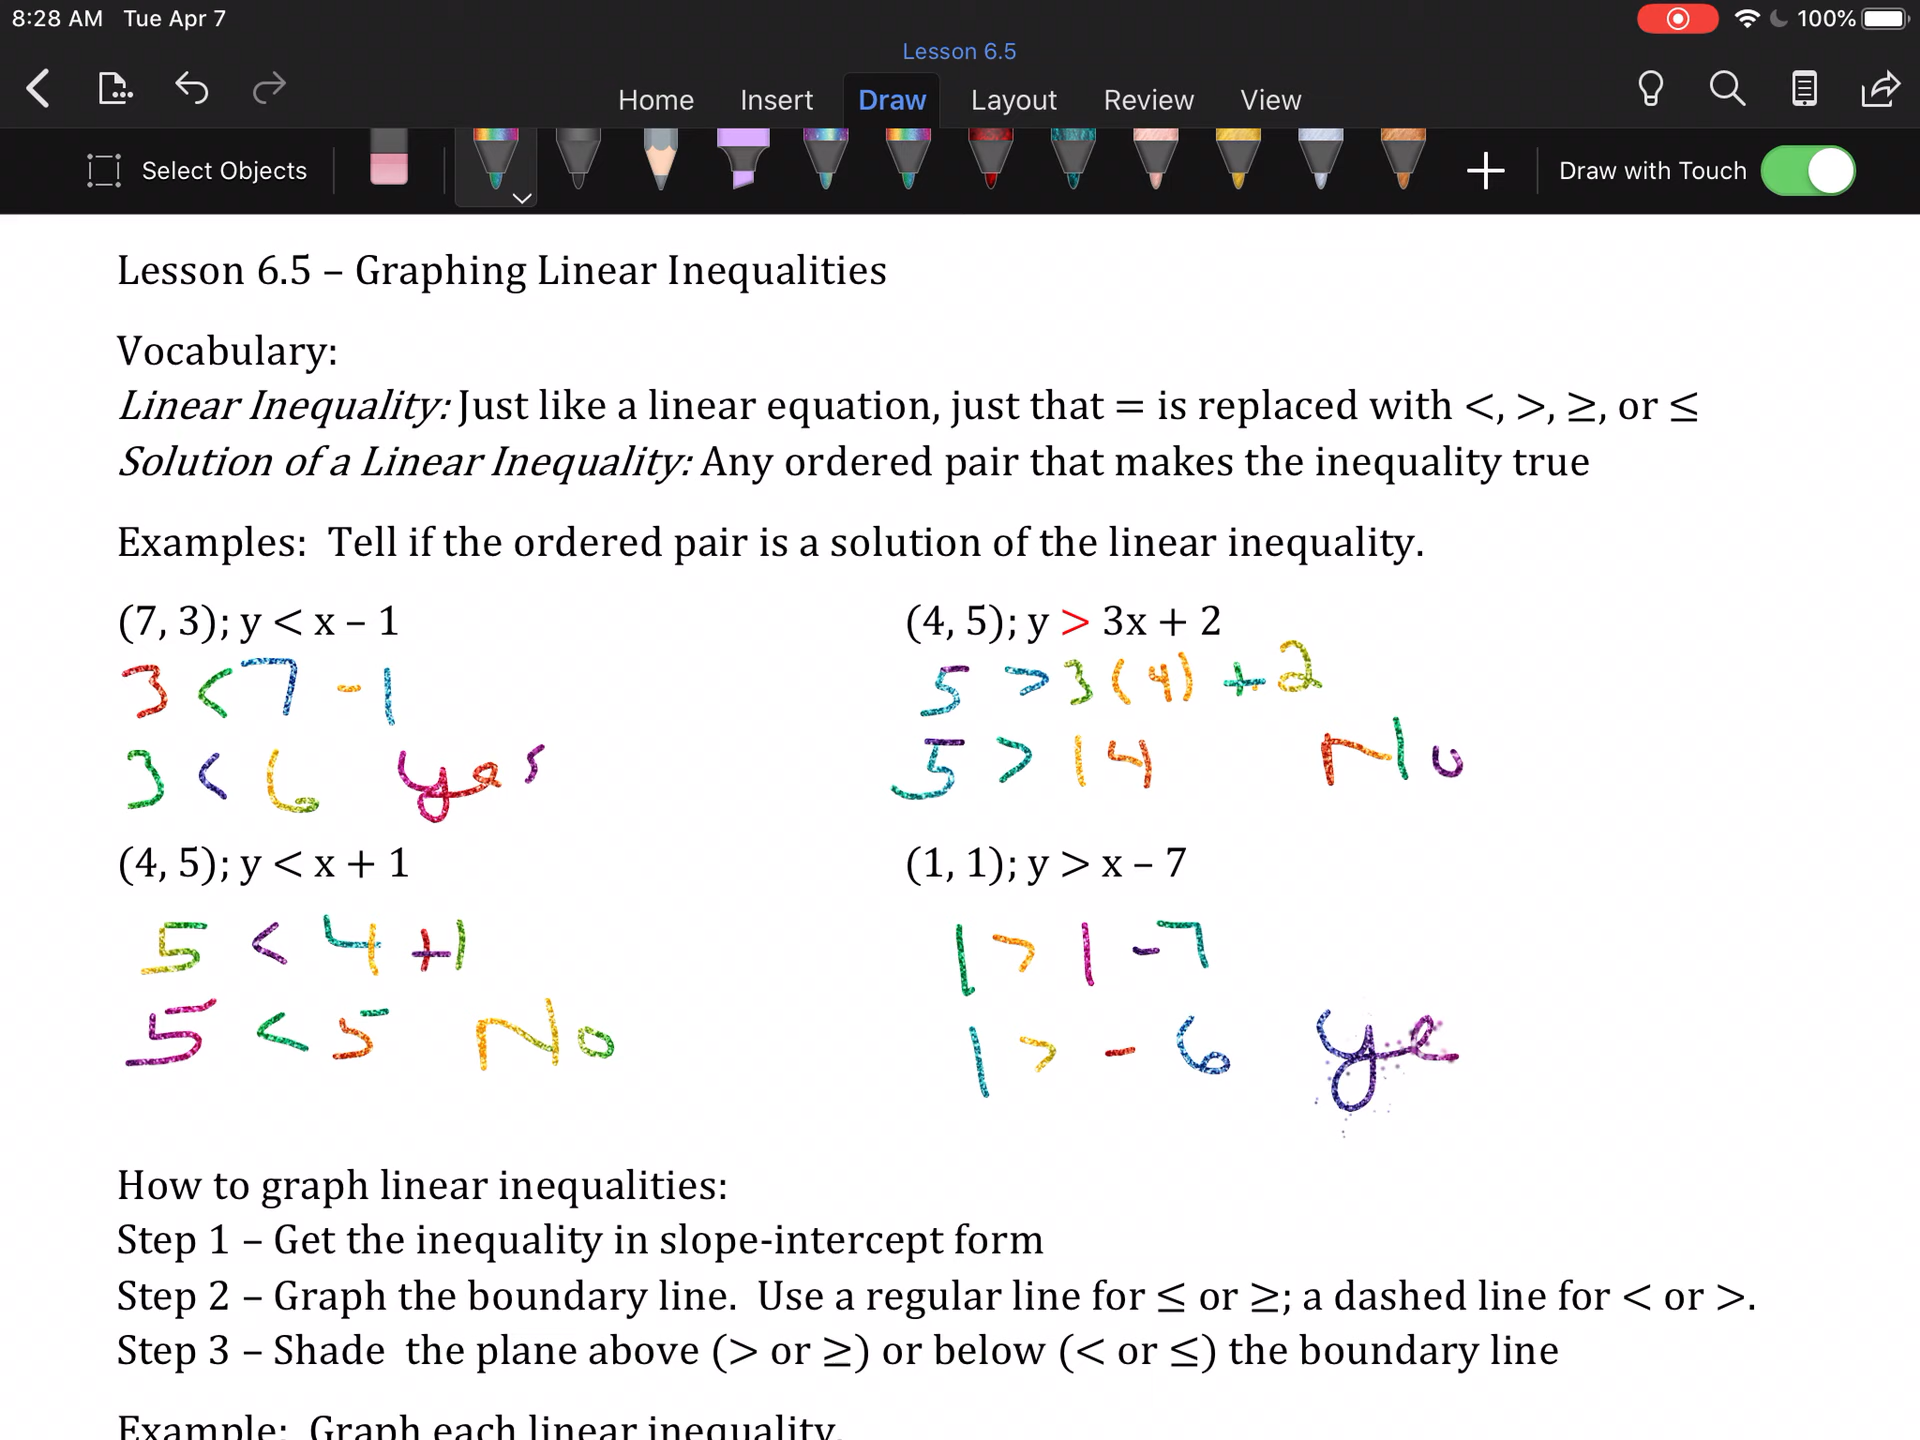 8:28 AM Tue Apr 7
100%
Lesson 6.5
Home Insert Draw Layout Review View
Select Objects
Draw with Touch
Lesson 6.5 – Graphing Linear Inequalities
Vocabulary:
Linear Inequality: Just like a linear equation, just that = is replaced with <, >, ≥, or ≤
Solution of a Linear Inequality: Any ordered pair that makes the inequality true
Examples: Tell if the ordered pair is a solution of the linear inequality.
(7, 3); y < x – 1
3 < 7 - 1
3 < 6 yes
(4, 5); y > 3x + 2
5 > 3(4) + 2
5 > 14 No
(4, 5); y < x + 1
5 < 4 + 1
5 < 5 No
(1, 1); y > x – 7
1 > 1 - 7
1 > - 6 ye
How to graph linear inequalities:
Step 1 – Get the inequality in slope-intercept form
Step 2 – Graph the boundary line. Use a regular line for ≤ or ≥; a dashed line for < or >.
Step 3 – Shade the plane above (> or ≥) or below (< or ≤) the boundary line
Example: Graph each linear inequality.